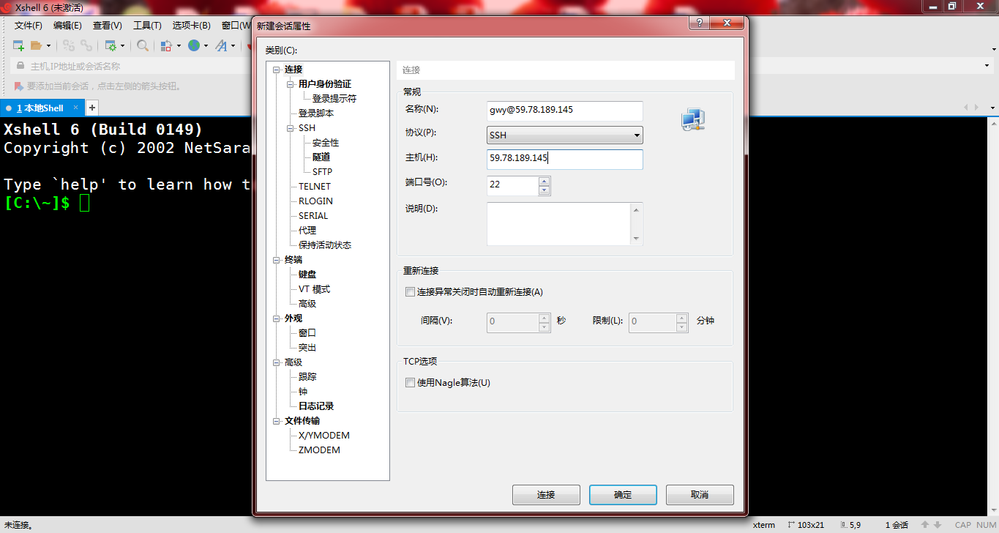 Xshell 6 (未激活)
文件(F) 编辑(E) 查看(V) 工具(T) 选项卡(B) 窗口(W
主机,IP地址或会话名称
要添加当前会话，点击左侧的箭头按钮。
1 本地Shell × +
Xshell 6 (Build 0149)
Copyright (c) 2002 NetSara
Type `help' to learn how t
[C:\~]$
新建会话属性
类别(C):
连接
用户身份验证
登录提示符
登录脚本
SSH
安全性
隧道
SFTP
TELNET
RLOGIN
SERIAL
代理
保持活动状态
终端
键盘
VT 模式
高级
外观
窗口
突出
高级
跟踪
钟
日志记录
文件传输
X/YMODEM
ZMODEM
连接
常规
名称(N): gwy@59.78.189.145
协议(P): SSH
主机(H): 59.78.189.145
端口号(O): 22
说明(D):
重新连接
连接异常关闭时自动重新连接(A)
间隔(V): 0 秒 限制(L): 0 分钟
TCP选项
使用Nagle算法(U)
连接 确定 取消
未连接。 xterm 103x21 5,9 1 会话 CAP NUM